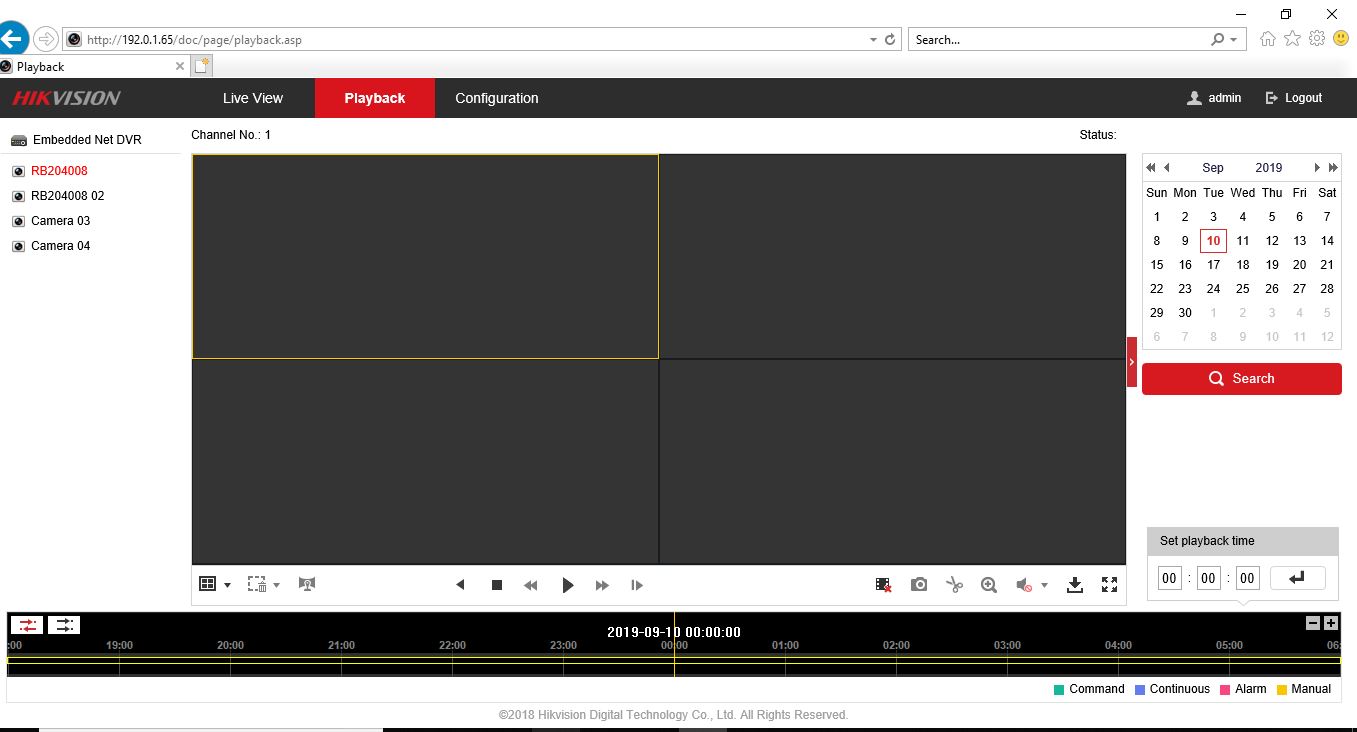 http://192.0.1.65/doc/page/playback.asp
Search...
Playback
HIKVISION
Live View
Playback
Configuration
admin
Logout
Embedded Net DVR
RB204008
RB204008 02
Camera 03
Camera 04
Channel No.: 1
Status:
Sep 2019
Sun Mon Tue Wed Thu Fri Sat
1 2 3 4 5 6 7
8 9 10 11 12 13 14
15 16 17 18 19 20 21
22 23 24 25 26 27 28
29 30 1 2 3 4 5
6 7 8 9 10 11 12
Search
Set playback time
00 : 00 : 00
2019-09-10 00:00:00
:00 19:00 20:00 21:00 22:00 23:00 00:00 01:00 02:00 03:00 04:00 05:00 06:
Command Continuous Alarm Manual
©2018 Hikvision Digital Technology Co., Ltd. All Rights Reserved.